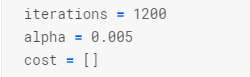 iterations = 1200
alpha = 0.005
cost = []